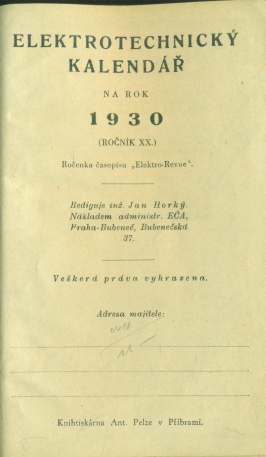 ELEKTROTECHNICKÝ
KALENDÁŘ
NA ROK
1930
(ROČNÍK XX.)
Ročenka časopisu „Elektro-Revue“.
Rediguje inž. Jan Horký.
Nákladem administr. EČA,
Praha-Bubeneč, Bubenečská
37.
Veškerá práva vyhrazena.
Adresa majitele:
Knihtiskárna Ant. Pelze v Příbrami.